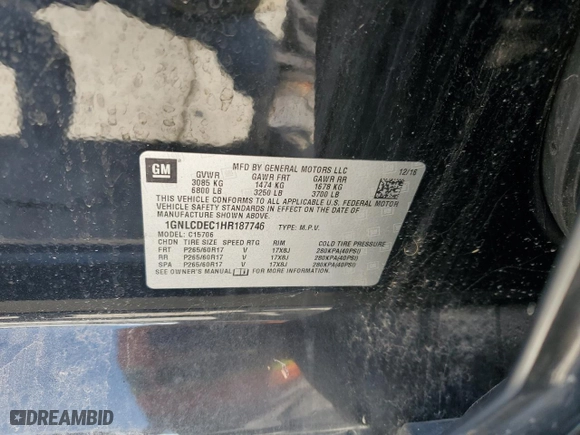 GM
MFD BY GENERAL MOTORS LLC
12/16
GVWR GAWR FRT GAWR RR
3085 KG 1474 KG 1678 KG
6800 LB 3250 LB 3700 LB
THIS VEHICLE CONFORMS TO ALL APPLICABLE U.S. FEDERAL MOTOR
VEHICLE SAFETY AND THEFT PREVENTION STANDARDS IN EFFECT ON THE DATE OF
MANUFACTURE SHOWN ABOVE.
1GNLCDEC1HR187746 TYPE: M.P.V.
MODEL: C15706
CHDN TIRE SIZE SPEED RTG RIM COLD TIRE PRESSURE
FRT P265/60R17 V 17X8J 280KPA(40PSI)
RR P265/60R17 V 17X8J 280KPA(40PSI)
SPA P265/60R17 V 17X8J 280KPA(40PSI)
SEE OWNER'S MANUAL FOR MORE INFORMATION
DREAMBID